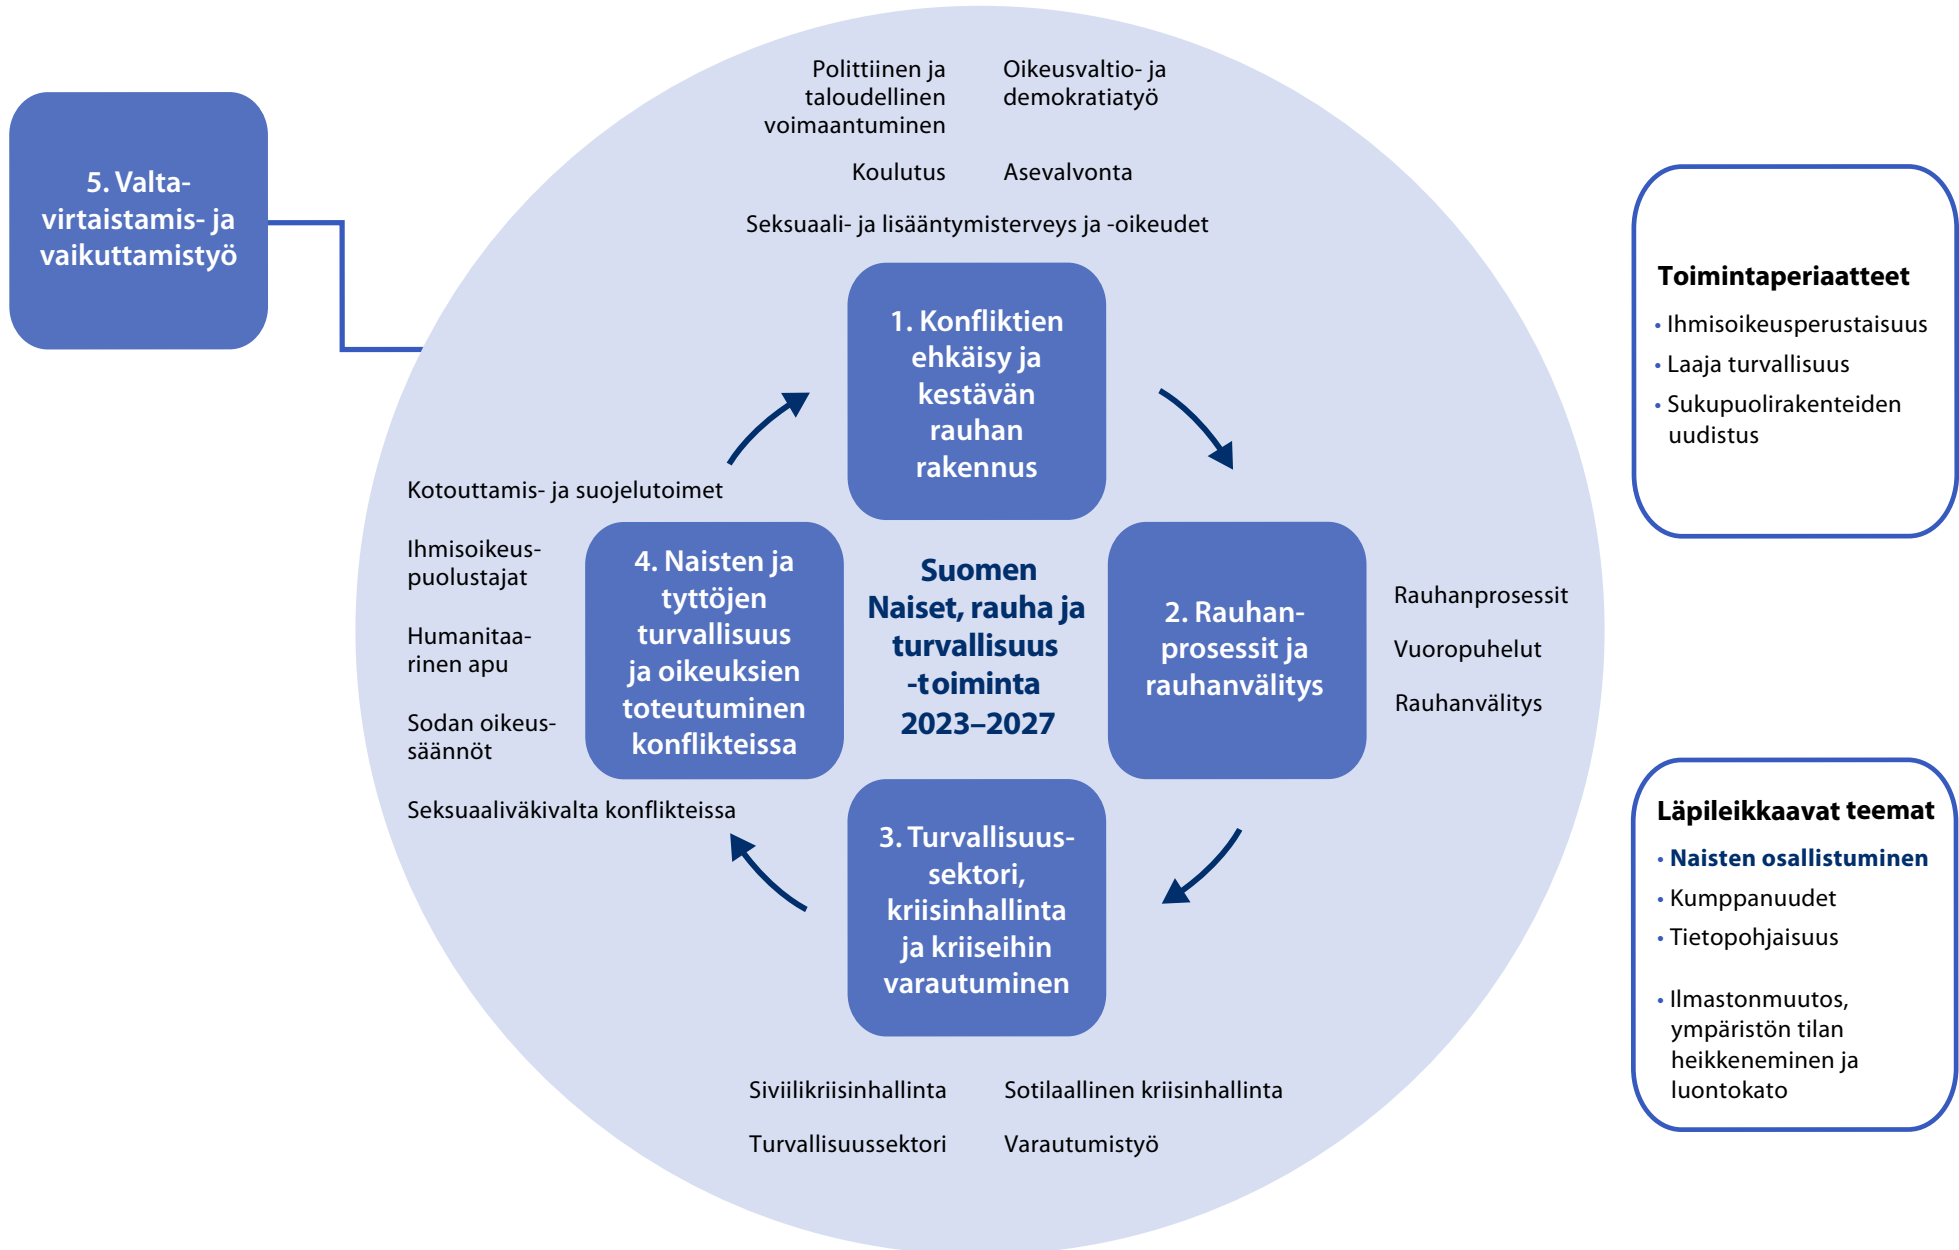 5. Valta-
virtaistamis- ja
vaikuttamistyö
Polittiinen ja
taloudellinen
voimaantuminen
Oikeusvaltio- ja
demokratiatyö
Koulutus
Asevalvonta
Seksuaali- ja lisääntymisterveys ja -oikeudet
1. Konfliktien
ehkäisy ja
kestävän
rauhan
rakennus
Suomen
Naiset, rauha ja
turvallisuus
-toiminta
2023–2027
2. Rauhan-
prosessit ja
rauhanvälitys
Rauhanprosessit
Vuoropuhelut
Rauhanvälitys
3. Turvallisuus-
sektori,
kriisinhallinta
ja kriiseihin
varautuminen
Siviilikriisinhallinta
Sotilaallinen kriisinhallinta
Turvallisuussektori
Varautumistyö
4. Naisten ja
tyttöjen
turvallisuus
ja oikeuksien
toteutuminen
konflikteissa
Kotouttamis- ja suojelutoimet
Ihmisoikeus-
puolustajat
Humanitaa-
rinen apu
Sodan oikeus-
säännöt
Seksuaaliväkivalta konflikteissa
Toimintaperiaatteet
• Ihmisoikeusperustaisuus
• Laaja turvallisuus
• Sukupuolirakenteiden
uudistus
Läpileikkaavat teemat
• Naisten osallistuminen
• Kumppanuudet
• Tietopohjaisuus
• Ilmastonmuutos,
ympäristön tilan
heikkeneminen ja
luontokato